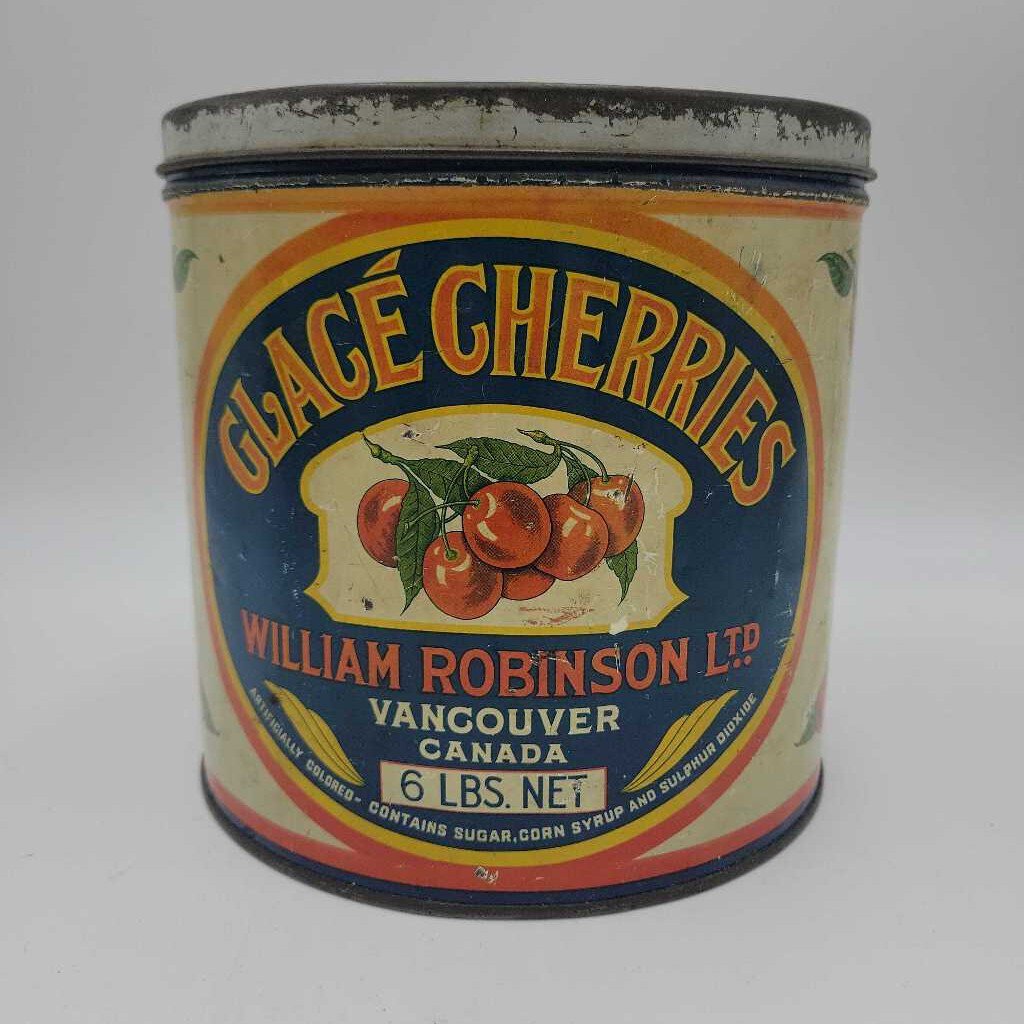 GLACÉ CHERRIES
WILLIAM ROBINSON LTD.
VANCOUVER
CANADA
6 LBS. NET
ARTIFICIALLY COLORED - CONTAINS SUGAR, CORN SYRUP AND SULPHUR DIOXIDE